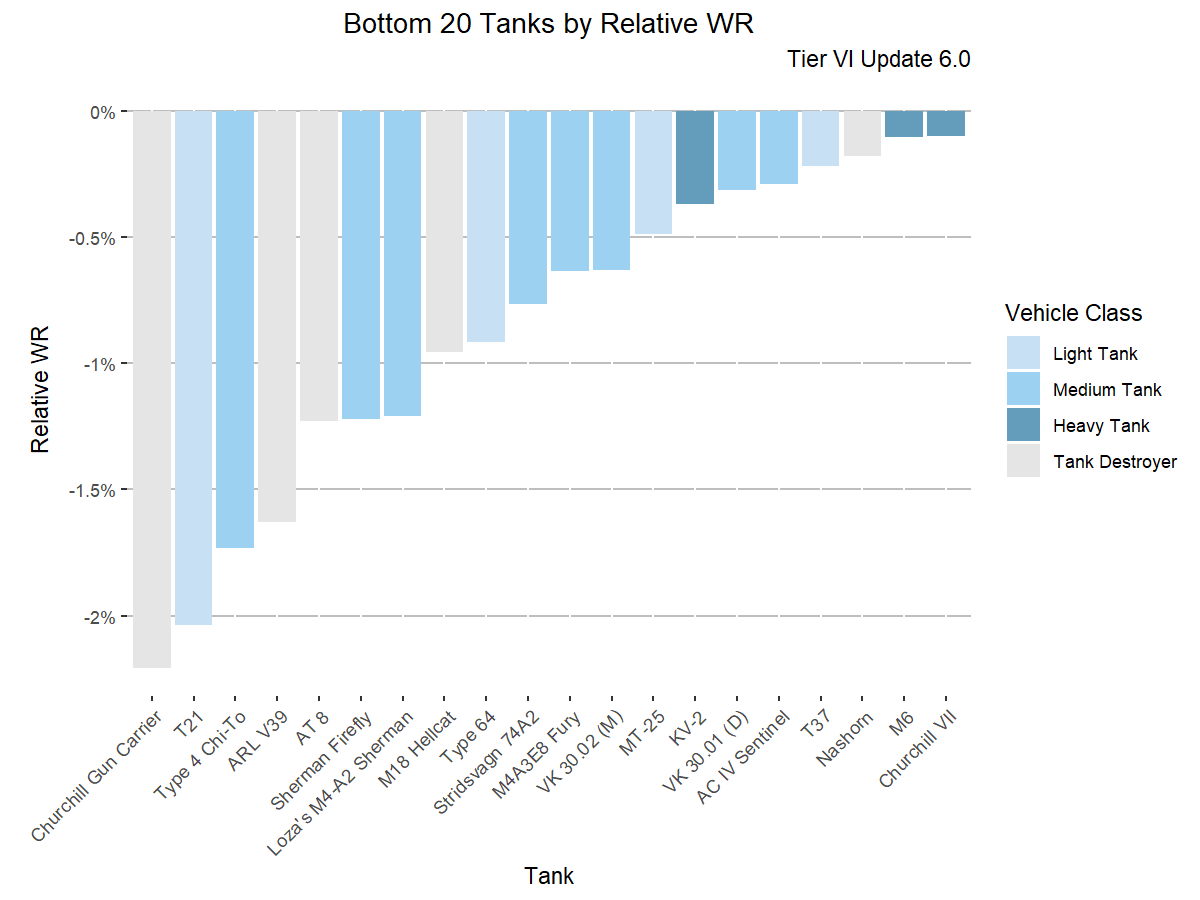 Bottom 20 Tanks by Relative WR
Tier VI Update 6.0
0%
-0.5%
-1%
-1.5%
-2%
Relative WR
Churchill Gun Carrier
T21
Type 4 Chi-To
ARL V39
AT 8
Sherman Firefly
Loza's M4-A2 Sherman
M18 Hellcat
Type 64
Stridsvagn 74A2
M4A3E8 Fury
VK 30.02 (M)
MT-25
KV-2
VK 30.01 (D)
AC IV Sentinel
T37
Nashorn
M6
Churchill VII
Tank
Vehicle Class
Light Tank
Medium Tank
Heavy Tank
Tank Destroyer